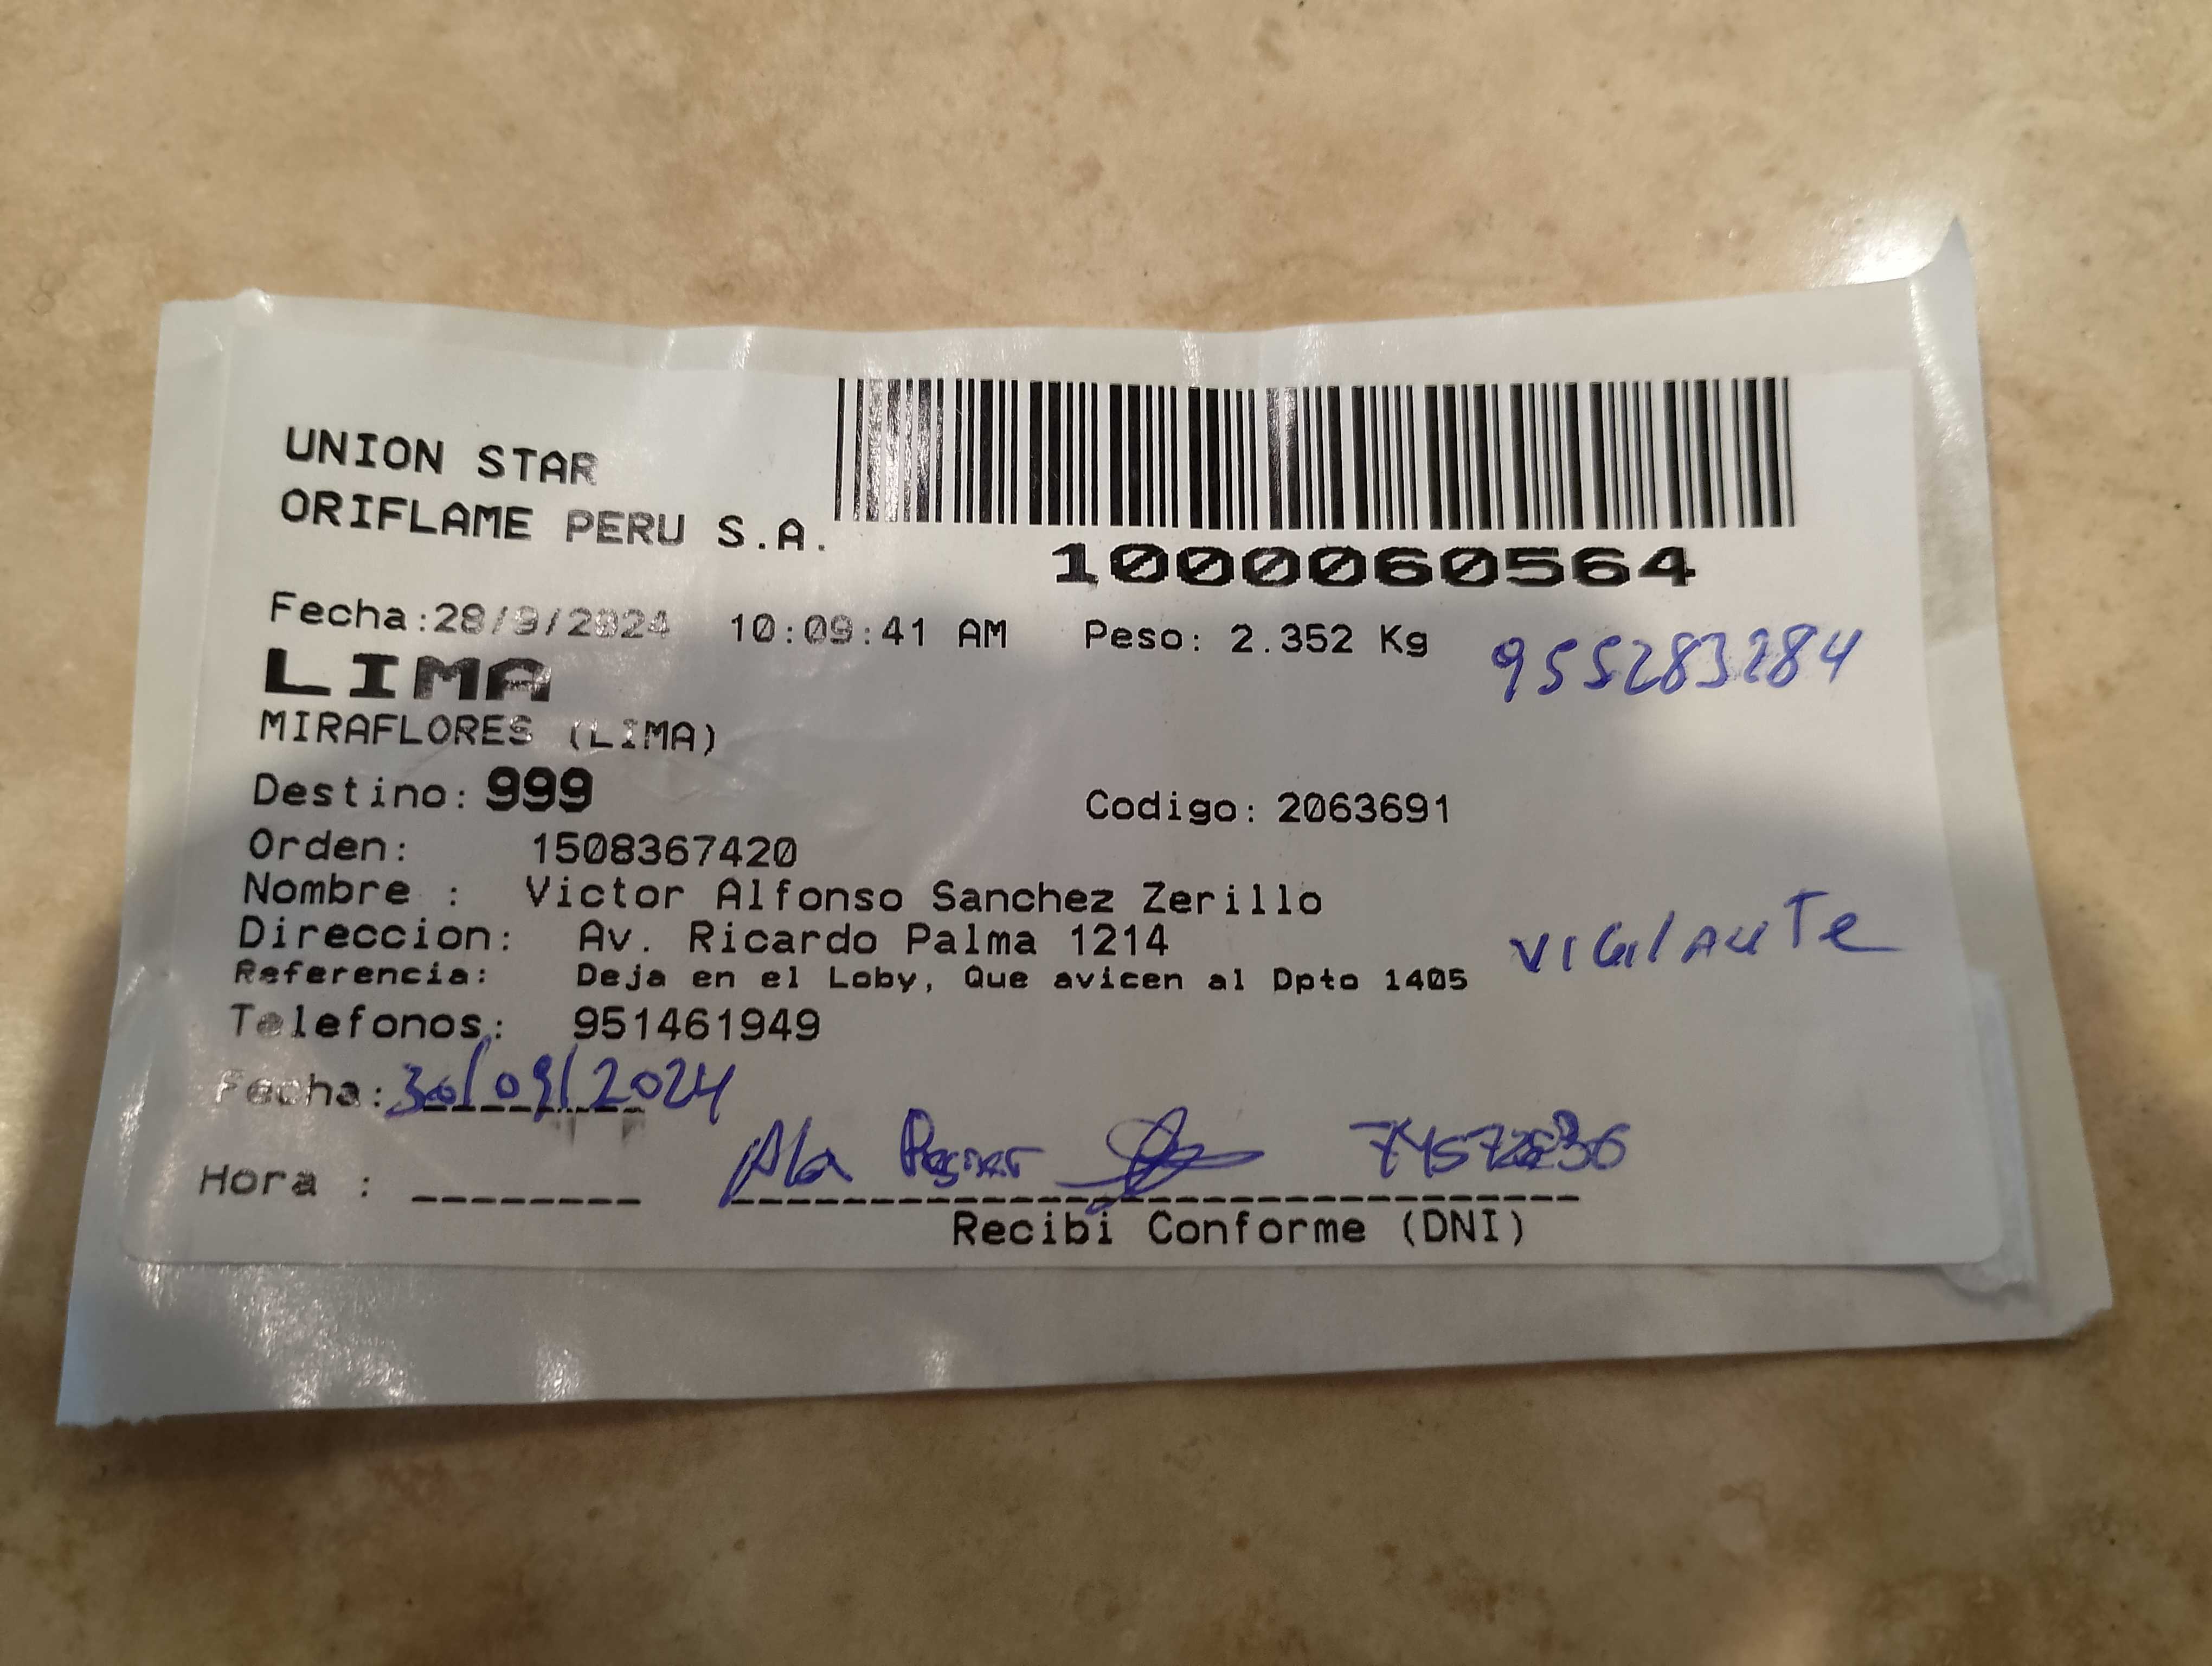 UNION STAR
ORIFLAME PERU S.A.
1000060564
Fecha:28/9/2024 10:09:41 AM Peso: 2.352 Kg
955283284
LIMA
MIRAFLORES (LIMA)
Destino: 999 Codigo: 2063691
Orden: 1508367420
Nombre : Victor Alfonso Sanchez Zerillo
Direccion: Av. Ricardo Palma 1214
VIGILANTE
Referencia: Deja en el Loby, Que avicen al Dpto 1405
Telefonos: 951461949
Fecha: 30/09/2024
Hora :
Recibi Conforme (DNI)